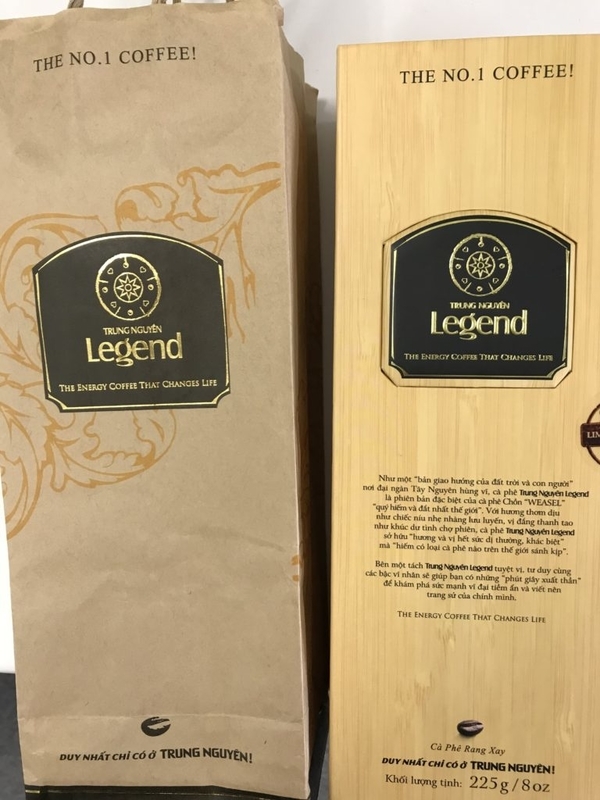 THE NO.1 COFFEE!
TRUNG NGUYÊN
Legend
THE ENERGY COFFEE THAT CHANGES LIFE
DUY NHẤT CHỈ CÓ Ở TRUNG NGUYÊN!
THE NO.1 COFFEE!
TRUNG NGUYÊN
Legend
THE ENERGY COFFEE THAT CHANGES LIFE
LIM
Như một "bản giao hưởng của đất trời và con người"
nơi đại ngàn Tây Nguyên hùng vĩ, cà phê Trung Nguyên Legend
là phiên bản đặc biệt của cà phê Chồn "WEASEL"
"quý hiếm và đắt nhất thế giới". Với hương thơm dịu
như chiếc níu nhẹ nhàng lưu luyến, vị đắng thanh tao
như khúc dư tình chợ phiên, cà phê Trung Nguyên Legend
sở hữu "hương và vị hết sức dị thường, khác biệt"
mà "hiếm có loại cà phê nào trên thế giới sánh kịp".
Bên một tách Trung Nguyên Legend tuyệt vị, tư duy cùng
các bậc vĩ nhân sẽ giúp bạn có những "phút giây xuất thần"
để khám phá sức mạnh vĩ đại tiềm ẩn và viết nên
trang sử của chính mình.
THE ENERGY COFFEE THAT CHANGES LIFE
Cà Phê Rang Xay
DUY NHẤT CHỈ CÓ Ở TRUNG NGUYÊN!
Khối lượng tịnh: 225g/8oz